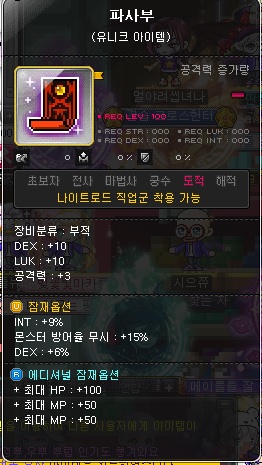 파사부
(유니크 아이템)
공격력 증가량
REQ LEV : 100
REQ STR : 000 REQ LUK : 000
REQ DEX : 000 REQ INT : 000
0 0 % 0
초보자 전사 마법사 궁수 도적 해적
나이트로드 직업군 착용 가능
장비분류 : 부적
DEX : +10
LUK : +10
공격력 : +3
U 잠재옵션
INT : +9%
몬스터 방어율 무시 : +15%
DEX : +6%
R 에디셔널 잠재옵션
+ 최대 HP : +100
+ 최대 MP : +50
+ 최대 MP : +50